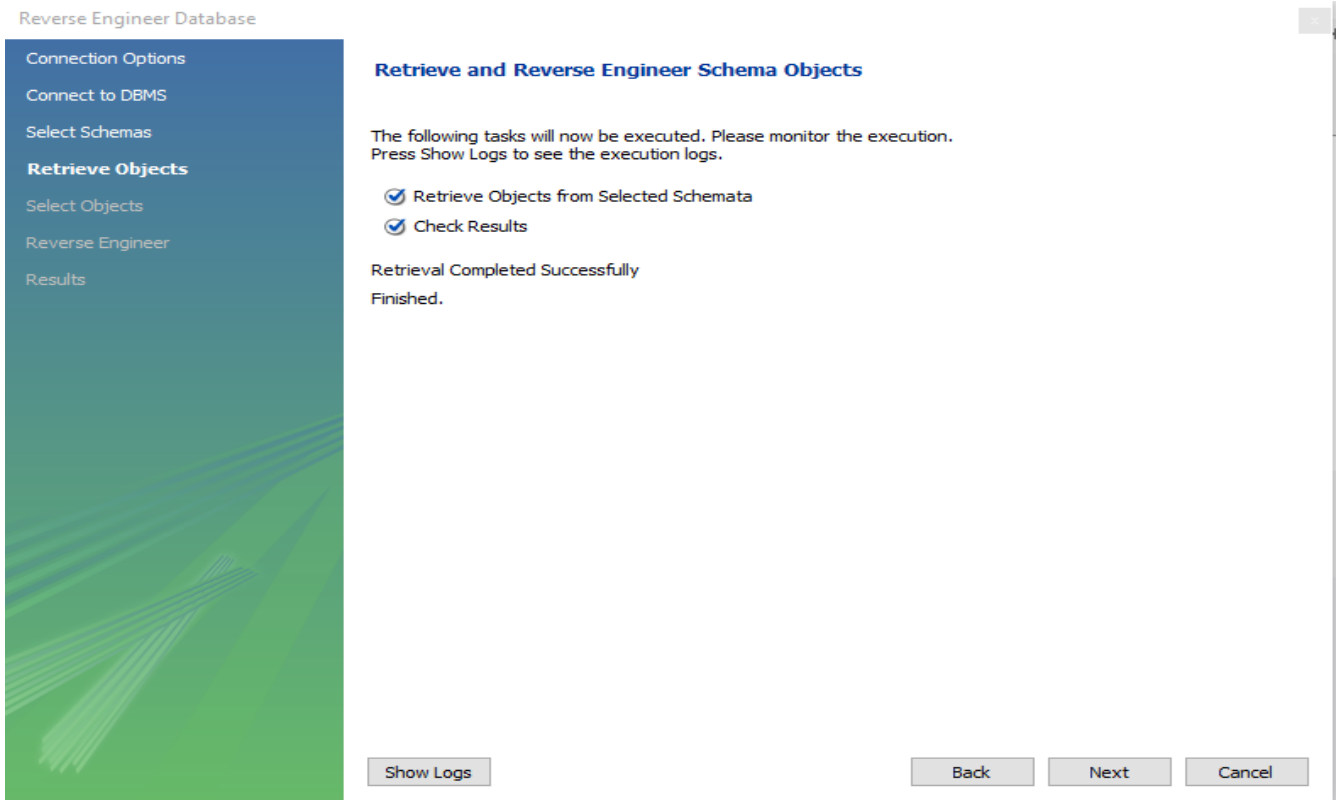 Reverse Engineer Database
x
Connection Options
Connect to DBMS
Select Schemas
Retrieve Objects
Select Objects
Reverse Engineer
Results
Retrieve and Reverse Engineer Schema Objects
The following tasks will now be executed. Please monitor the execution.
Press Show Logs to see the execution logs.
Retrieve Objects from Selected Schemata
Check Results
Retrieval Completed Successfully
Finished.
Show Logs
Back
Next
Cancel